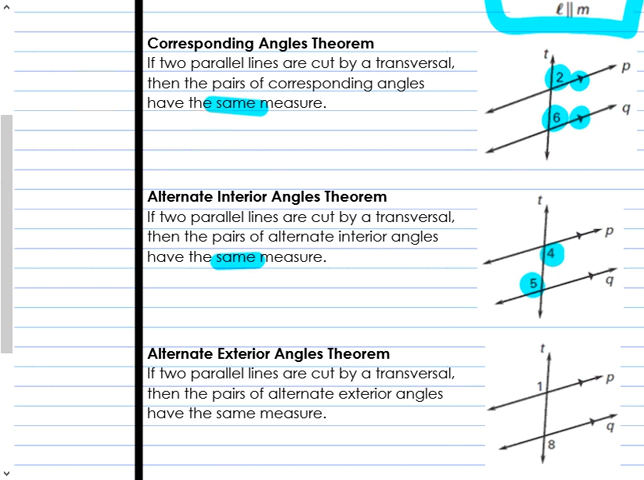 ℓ || m
Corresponding Angles Theorem
If two parallel lines are cut by a transversal,
then the pairs of corresponding angles
have the same measure.
t
p
2
q
6
Alternate Interior Angles Theorem
If two parallel lines are cut by a transversal,
then the pairs of alternate interior angles
have the same measure.
t
p
4
q
5
Alternate Exterior Angles Theorem
If two parallel lines are cut by a transversal,
then the pairs of alternate exterior angles
have the same measure.
t
p
1
q
8